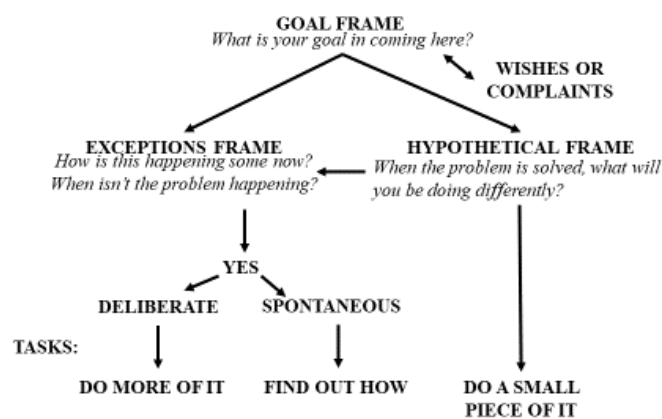 GOAL FRAME
What is your goal in coming here?
WISHES OR
COMPLAINTS
EXCEPTIONS FRAME
How is this happening some now?
When isn't the problem happening?
HYPOTHETICAL FRAME
When the problem is solved, what will
you be doing differently?
YES
DELIBERATE
SPONTANEOUS
TASKS:
DO MORE OF IT
FIND OUT HOW
DO A SMALL
PIECE OF IT